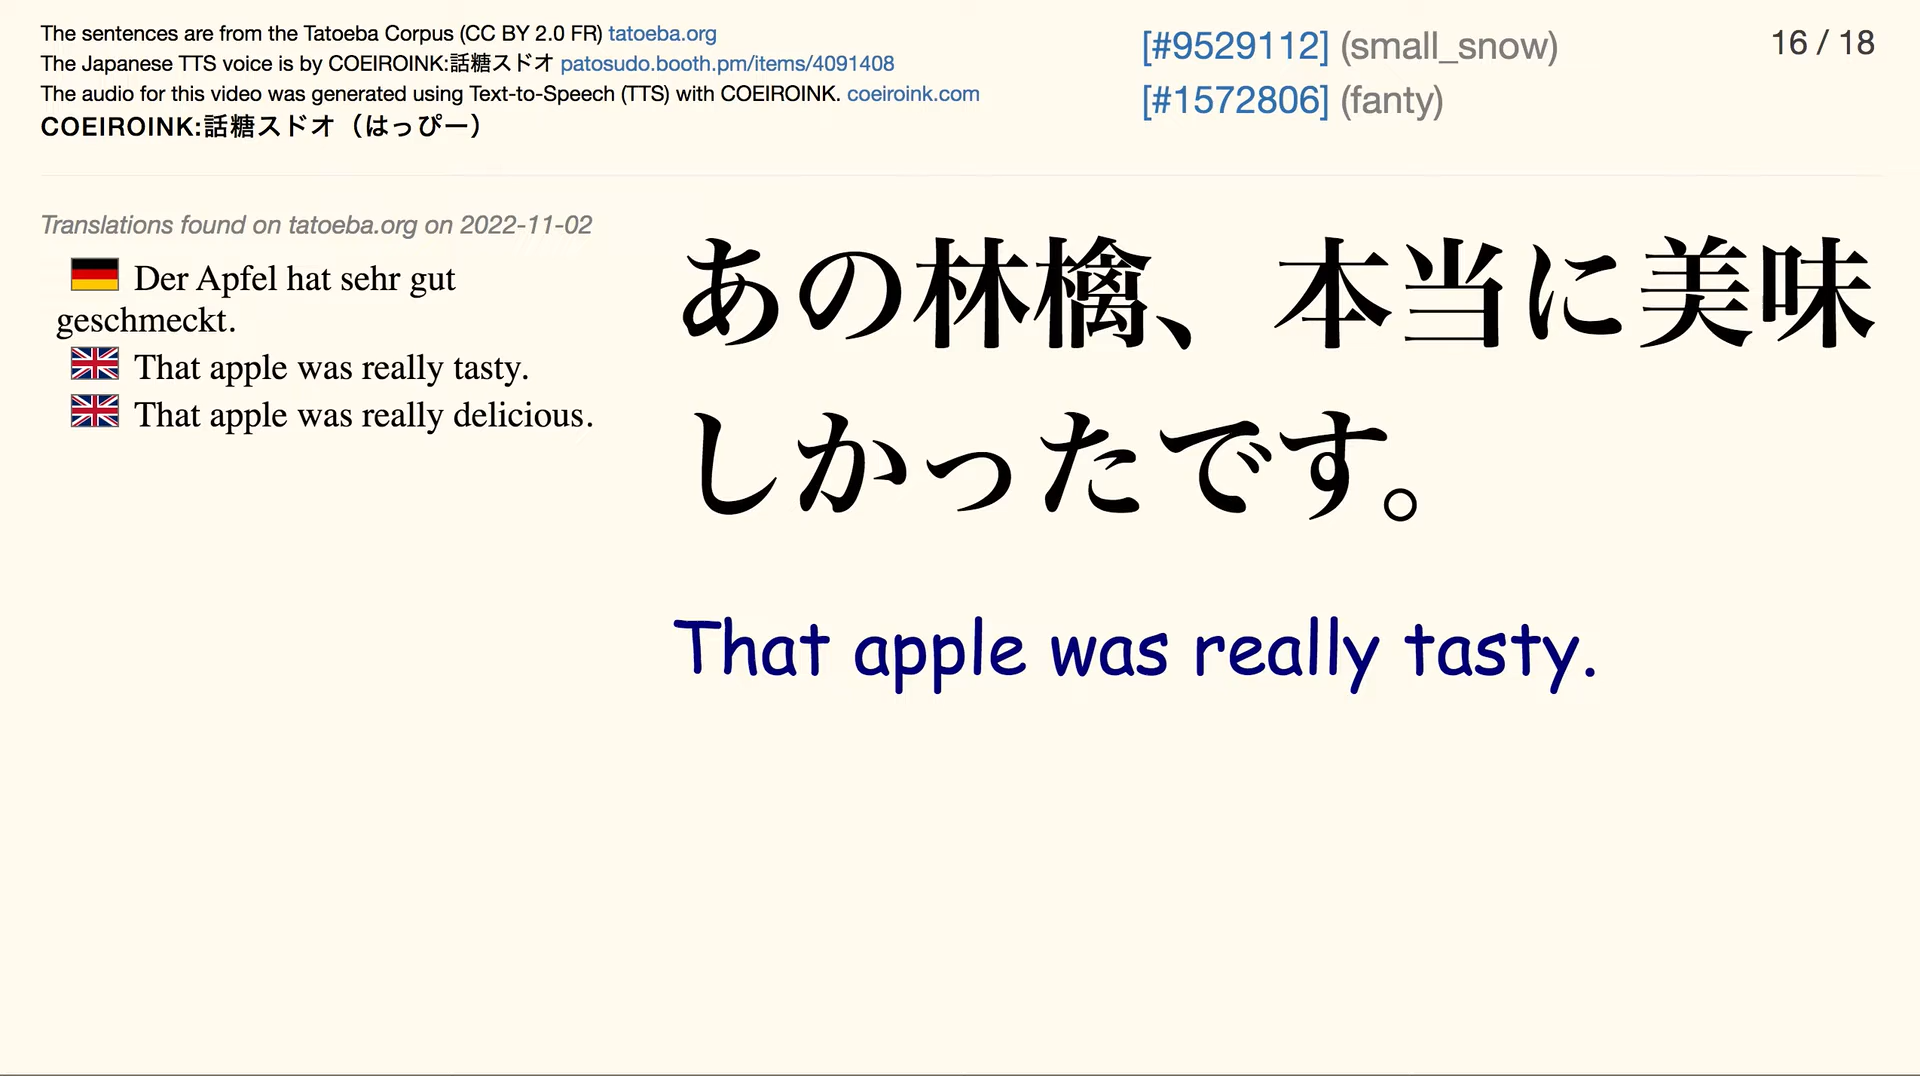 The sentences are from the Tatoeba Corpus (CC BY 2.0 FR) tatoeba.org
The Japanese TTS voice is by COEIROINK:話糖スドオ patosudo.booth.pm/items/4091408
The audio for this video was generated using Text-to-Speech (TTS) with COEIROINK. coeiroink.com
COEIROINK:話糖スドオ（はっぴー）
[#9529112] (small_snow)
[#1572806] (fanty)
16 / 18
Translations found on tatoeba.org on 2022-11-02
Der Apfel hat sehr gut
geschmeckt.
That apple was really tasty.
That apple was really delicious.
あの林檎、本当に美味
しかったです。
That apple was really tasty.